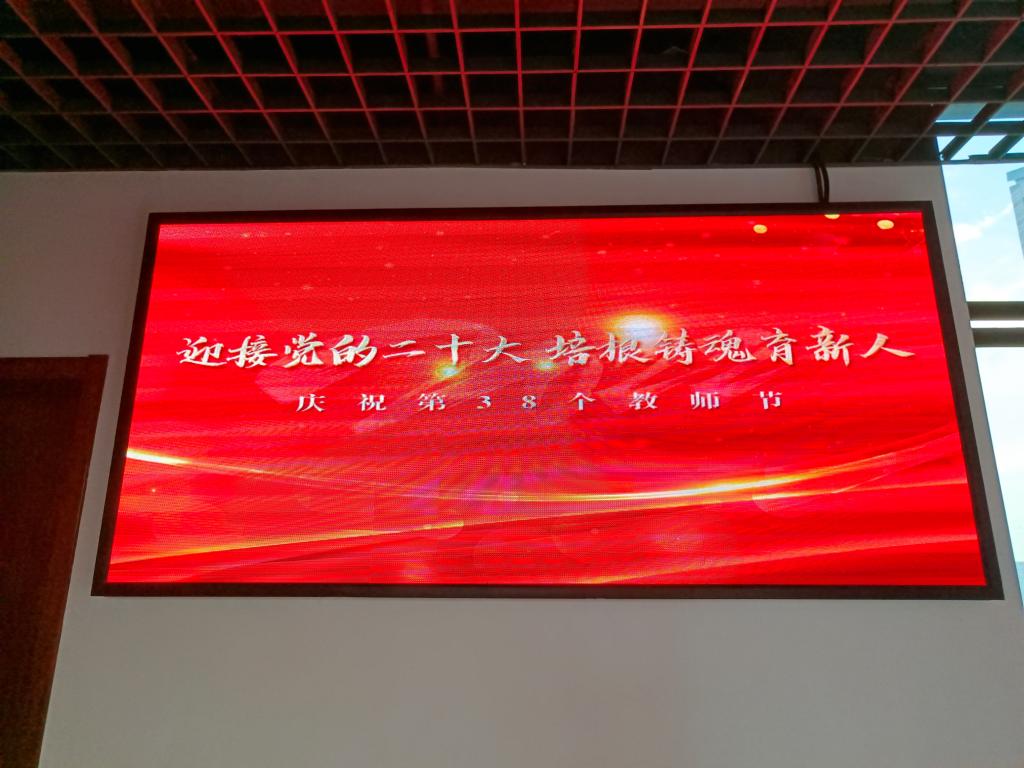 迎接党的二十大 培根铸魂育新人
庆祝第38个教师节